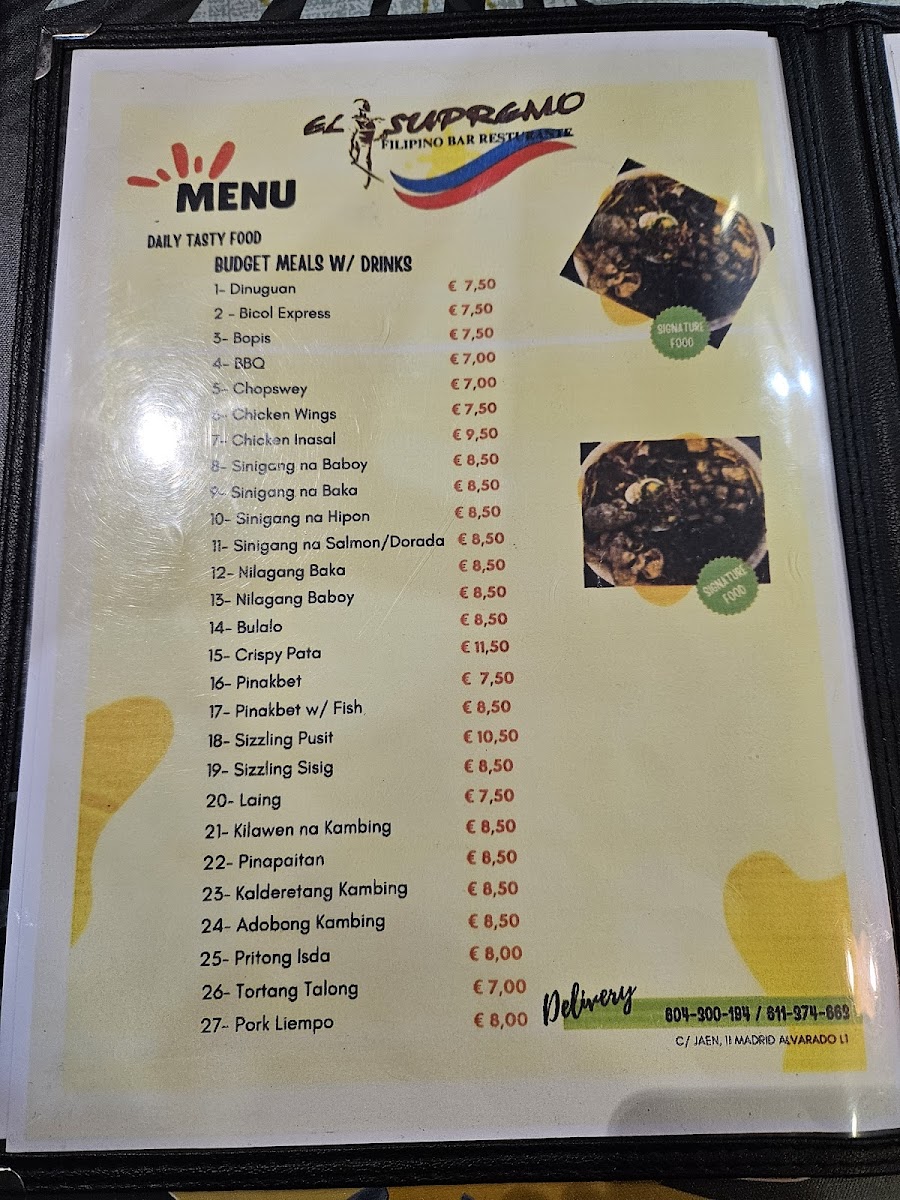 EL SUPREMO
FILIPINO BAR RESTURANTE
MENU
DAILY TASTY FOOD
BUDGET MEALS W/ DRINKS
1- Dinuguan € 7,50
2 - Bicol Express € 7,50
3- Bopis € 7,50
4- BBQ € 7,00
5- Chopswey € 7,00
6- Chicken Wings € 7,50
7- Chicken Inasal € 9,50
8- Sinigang na Baboy € 8,50
9- Sinigang na Baka € 8,50
10- Sinigang na Hipon € 8,50
11- Sinigang na Salmon/Dorada € 8,50
12- Nilagang Baka € 8,50
13- Nilagang Baboy € 8,50
14- Bulalo € 8,50
15- Crispy Pata € 11,50
16- Pinakbet € 7,50
17- Pinakbet w/ Fish € 8,50
18- Sizzling Pusit € 10,50
19- Sizzling Sisig € 8,50
20- Laing € 7,50
21- Kilawen na Kambing € 8,50
22- Pinapaitan € 8,50
23- Kalderetang Kambing € 8,50
24- Adobong Kambing € 8,50
25- Pritong Isda € 8,00
26- Tortang Talong € 7,00
27- Pork Liempo € 8,00
SIGNATURE
FOOD
SIGNATURE
FOOD
Delivery
604-300-194 / 611-374-663
C/ JAEN, 11 MADRID ALVARADO L1